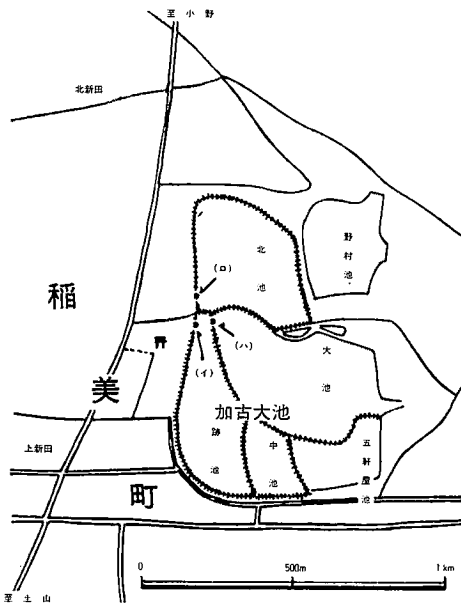 至小野
北新田
野村池
北池
(ロ)
稲美町
(ハ)
大池
(イ)
加古大池
上新田
跡池
中池
五軒屋池
0
500m
1 km
至土山